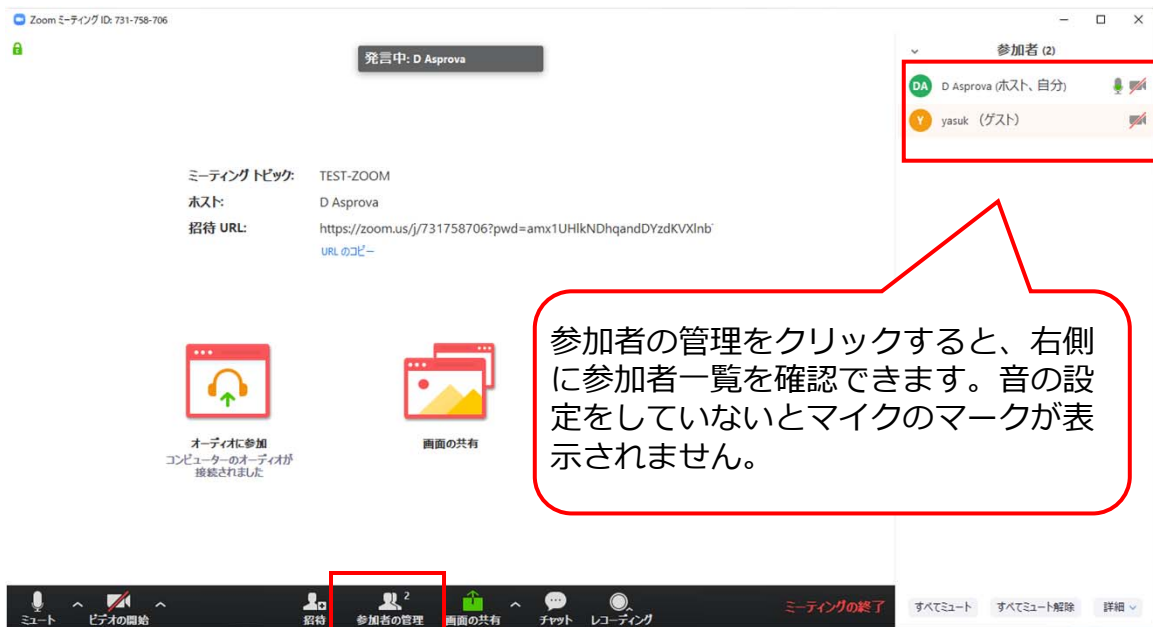 Zoom ミーティング ID: 731-758-706
発言中: D Asprova
参加者 (2)
DA D Asprova (ホスト、自分)
Y yasuk (ゲスト)
ミーティング トピック: TEST-ZOOM
ホスト: D Asprova
招待 URL: https://zoom.us/j/731758706?pwd=amx1UHlkNDhqandDYzdKVXlnb
URL のコピー
参加者の管理をクリックすると、右側
に参加者一覧を確認できます。音の設
定をしていないとマイクのマークが表
示されません。
オーディオに参加
コンピューターのオーディオが
接続されました
画面の共有
ミュート ビデオの開始 招待 参加者の管理 2 画面の共有 チャット レコーディング ミーティングの終了
すべてミュート すべてミュート解除 詳細